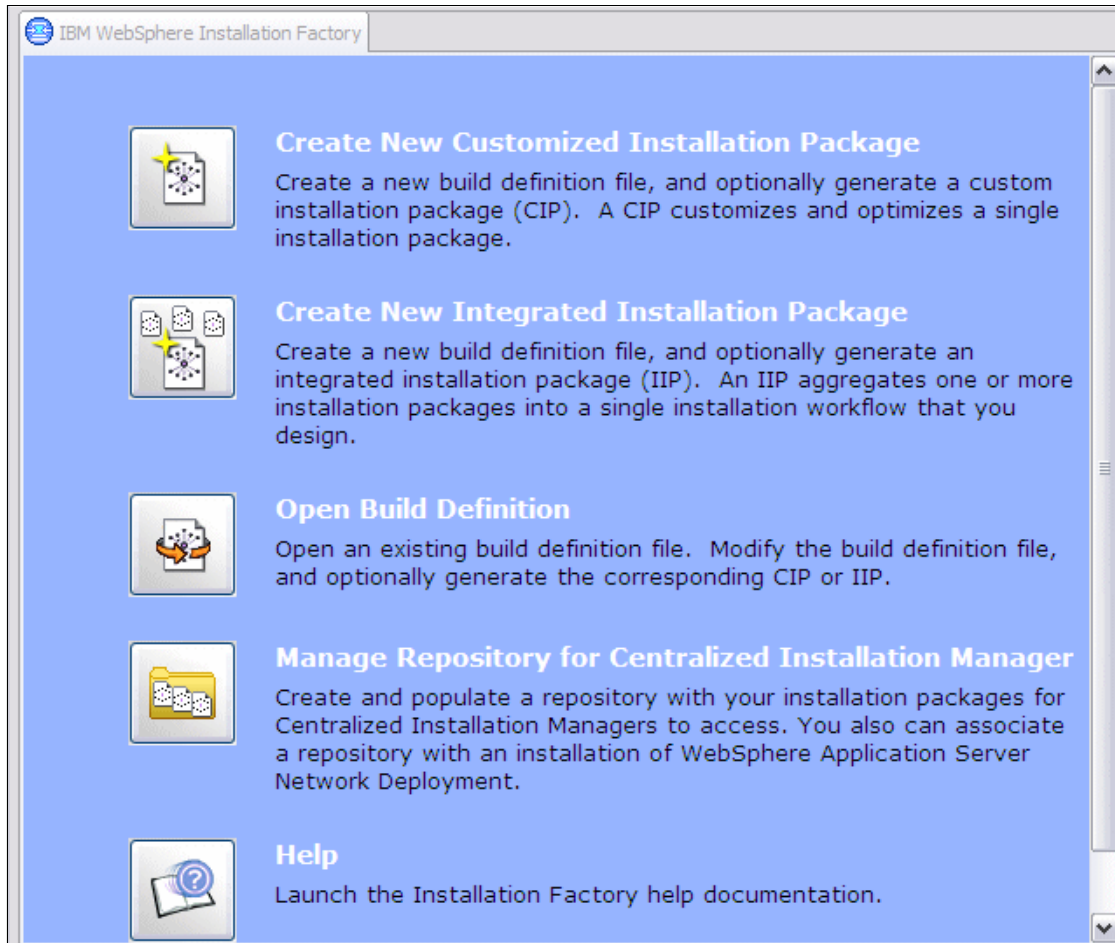 IBM WebSphere Installation Factory
Create New Customized Installation Package
Create a new build definition file, and optionally generate a custom
installation package (CIP).  A CIP customizes and optimizes a single
installation package.
Create New Integrated Installation Package
Create a new build definition file, and optionally generate an
integrated installation package (IIP).  An IIP aggregates one or more
installation packages into a single installation workflow that you
design.
Open Build Definition
Open an existing build definition file.  Modify the build definition file,
and optionally generate the corresponding CIP or IIP.
Manage Repository for Centralized Installation Manager
Create and populate a repository with your installation packages for
Centralized Installation Managers to access. You also can associate
a repository with an installation of WebSphere Application Server
Network Deployment.
Help
Launch the Installation Factory help documentation.